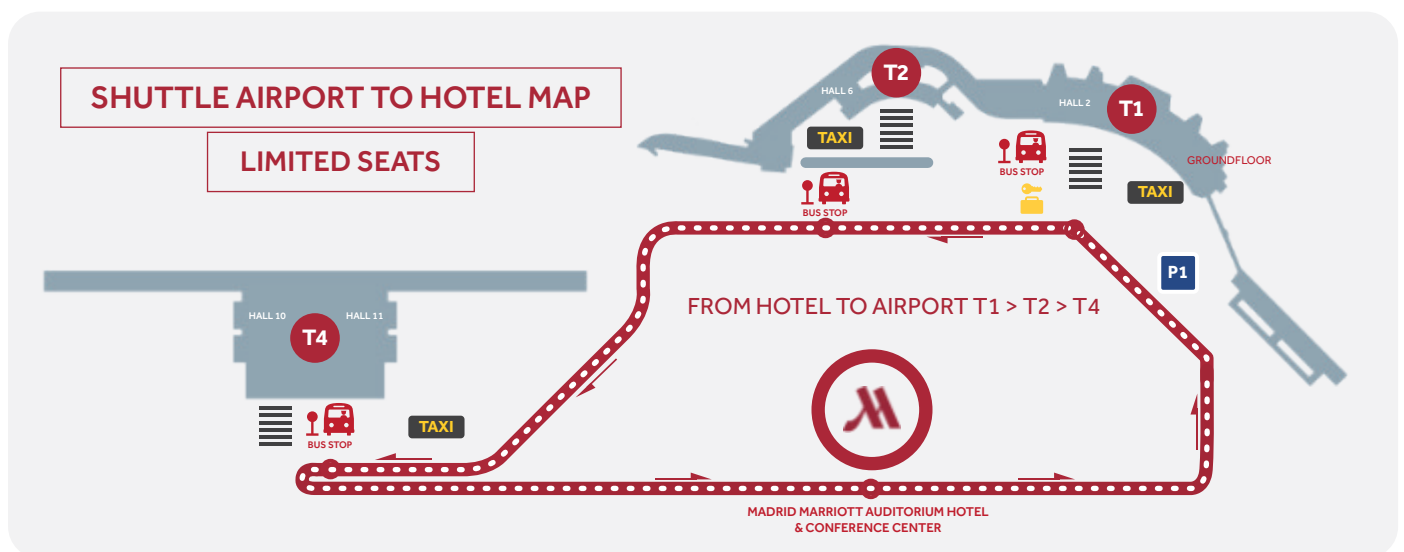 SHUTTLE AIRPORT TO HOTEL MAP
LIMITED SEATS
T2
HALL 6
TAXI
BUS STOP
HALL 2
T1
BUS STOP
GROUNDFLOOR
TAXI
P1
FROM HOTEL TO AIRPORT T1 > T2 > T4
HALL 10
HALL 11
T4
BUS STOP
TAXI
MADRID MARRIOTT AUDITORIUM HOTEL
& CONFERENCE CENTER